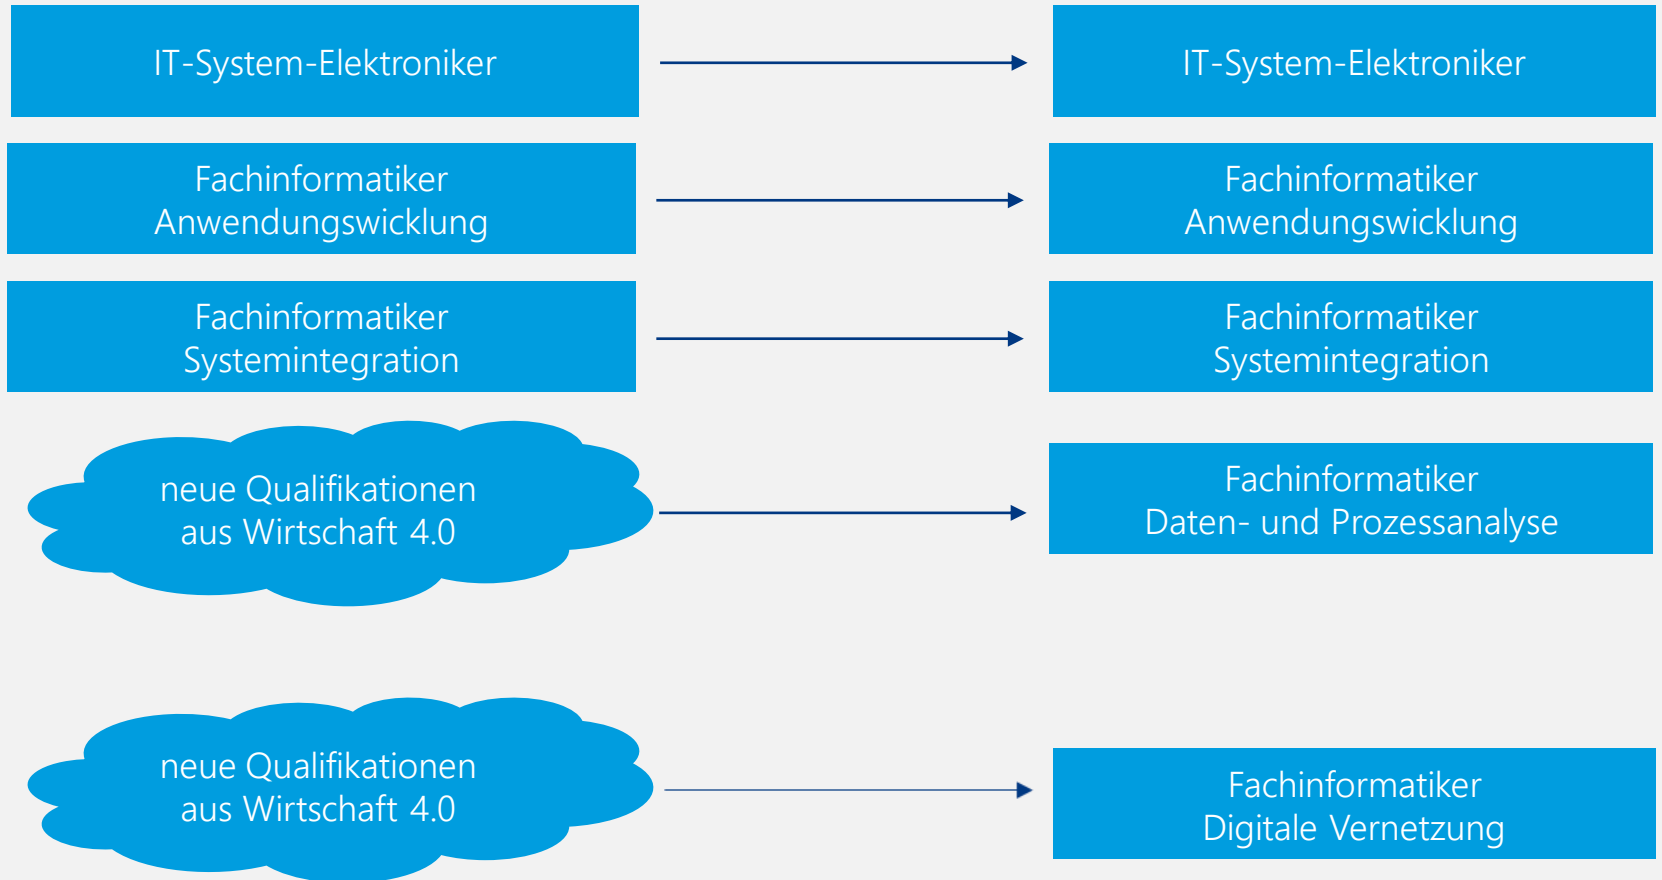 IT-System-Elektroniker
IT-System-Elektroniker
Fachinformatiker
Anwendungswicklung
Fachinformatiker
Anwendungswicklung
Fachinformatiker
Systemintegration
Fachinformatiker
Systemintegration
neue Qualifikationen
aus Wirtschaft 4.0
Fachinformatiker
Daten- und Prozessanalyse
neue Qualifikationen
aus Wirtschaft 4.0
Fachinformatiker
Digitale Vernetzung